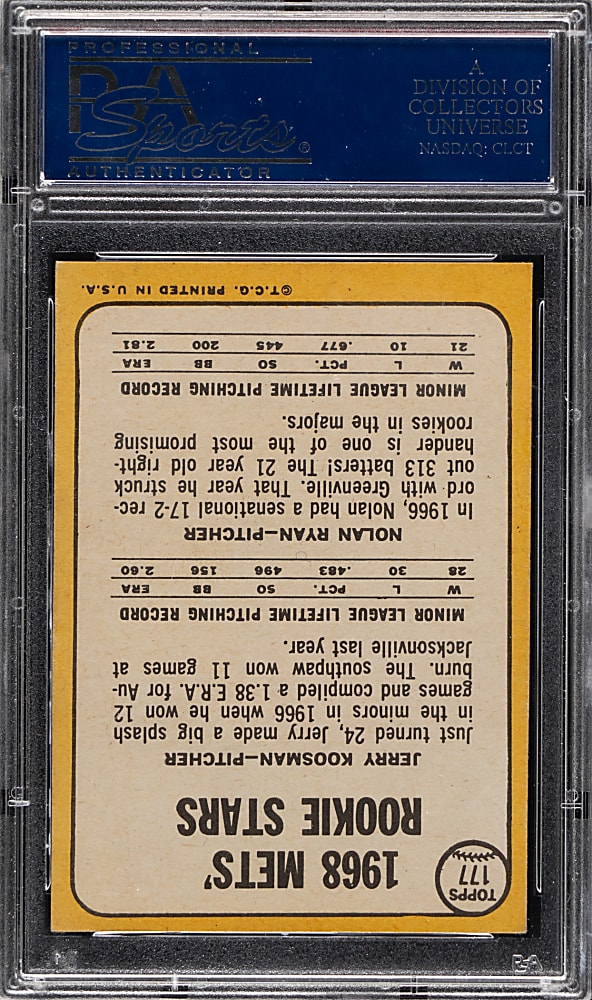 PROFESSIONAL
PSA
Sports®
AUTHENTICATOR
A
DIVISION OF
COLLECTORS
UNIVERSE
NASDAQ: CLCT
TOPPS
177
1968 METS'
ROOKIE STARS
JERRY KOOSMAN—PITCHER
Just turned 24, Jerry made a big splash
in the minors in 1966 when he won 12
games and compiled a 1.38 E.R.A. for Au-
burn. The southpaw won 11 games at
Jacksonville last year.
MINOR LEAGUE LIFETIME PITCHING RECORD
W L PCT. SO BB ERA
28 30 .483 496 156 2.60
NOLAN RYAN—PITCHER
In 1966, Nolan had a sensational 17-2 rec-
ord with Greenville. That year he struck
out 313 batters! The 21 year old right-
hander is one of the most promising
rookies in the majors.
MINOR LEAGUE LIFETIME PITCHING RECORD
W L PCT. SO BB ERA
21 10 .677 445 200 2.81
©T.C.G. PRINTED IN U.S.A.
PSA